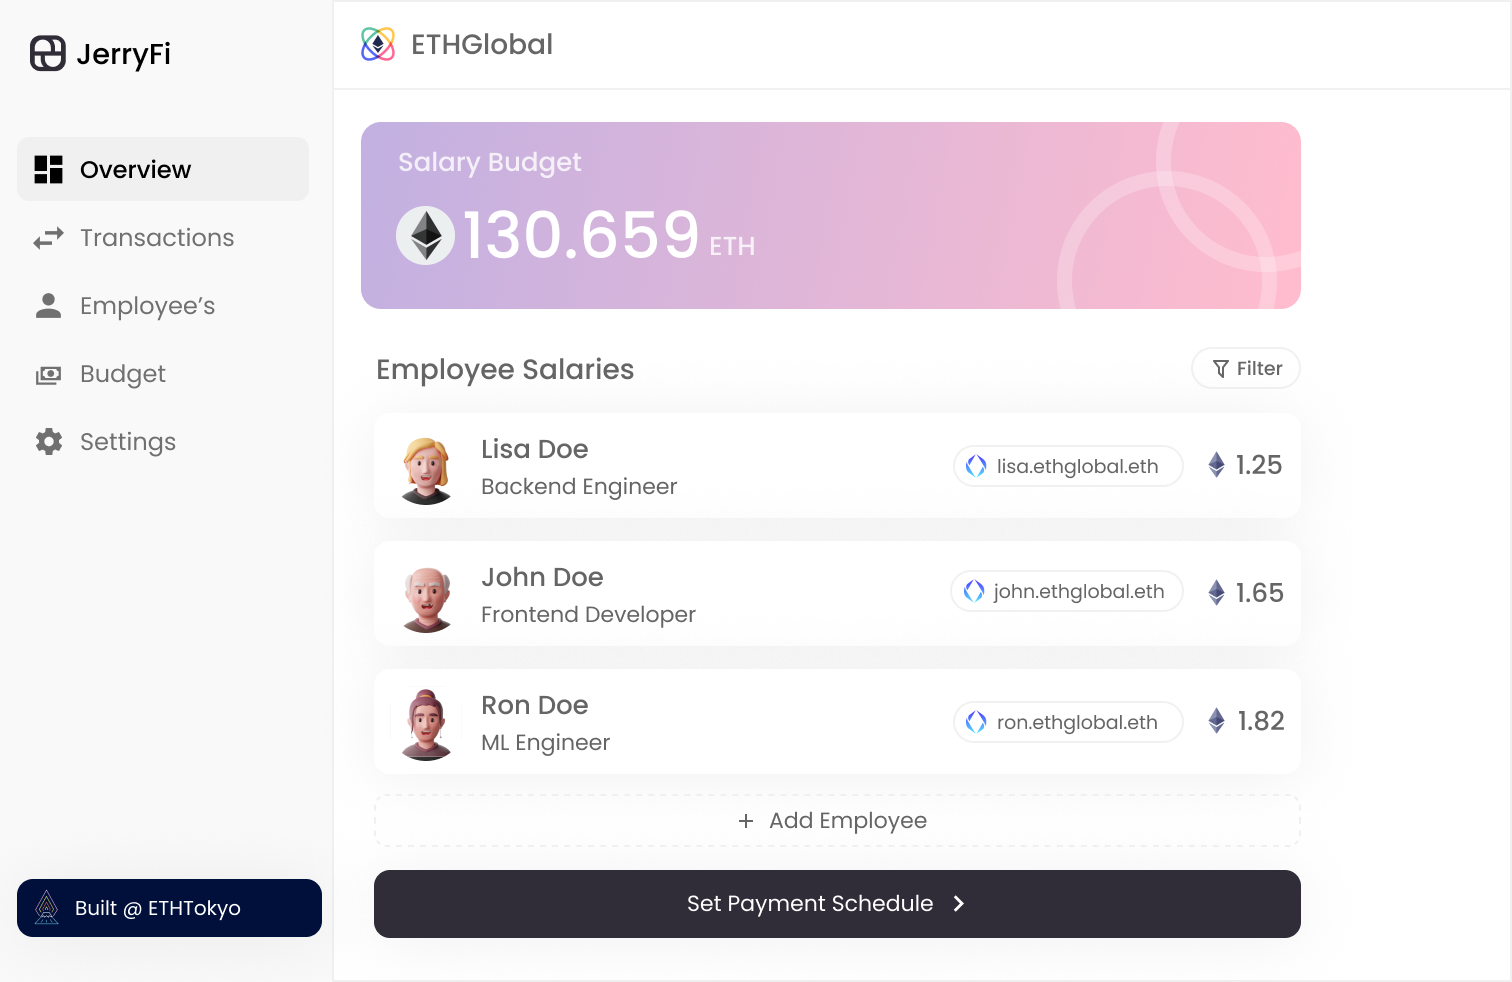 JerryFi
Overview
Transactions
Employee’s
Budget
Settings
Built @ ETHTokyo
ETHGlobal
Salary Budget
130.659 ETH
Employee Salaries
Filter
Lisa Doe
Backend Engineer
lisa.ethglobal.eth
1.25
John Doe
Frontend Developer
john.ethglobal.eth
1.65
Ron Doe
ML Engineer
ron.ethglobal.eth
1.82
+ Add Employee
Set Payment Schedule